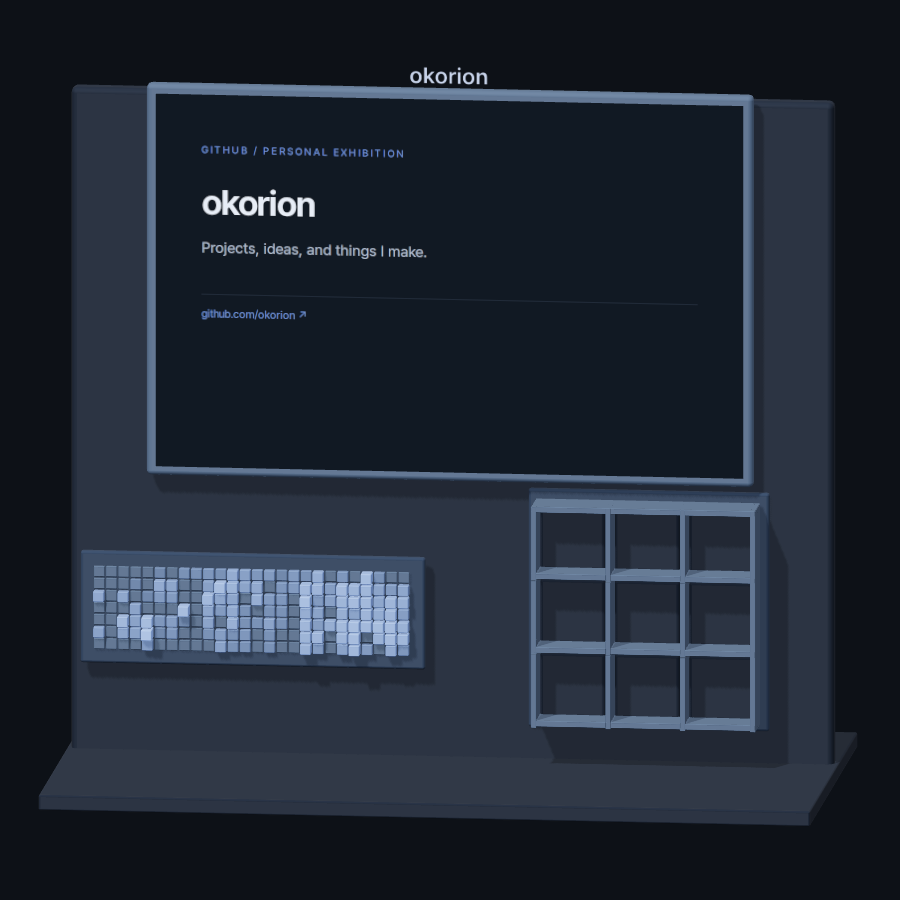 okorion
GITHUB / PERSONAL EXHIBITION
okorion
Projects, ideas, and things I make.
github.com/okorion ↗